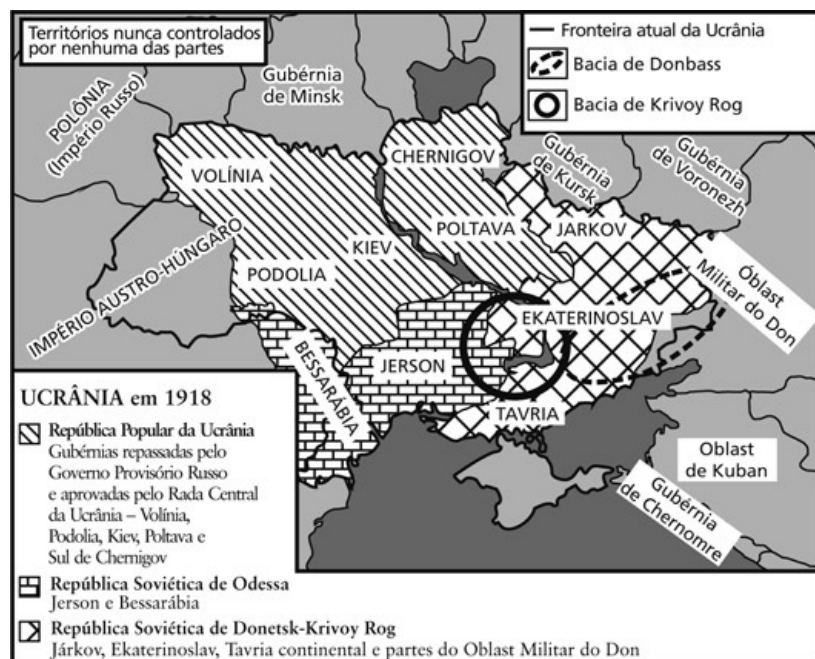 Territórios nunca controlados
por nenhuma das partes
Fronteira atual da Ucrânia
Bacia de Donbass
Bacia de Krivoy Rog
POLÔNIA
(Império Russo)
Gubérnia
de Minsk
Gubérnia
de Kursk
Gubérnia
de Voronezh
CHERNIGOV
VOLÍNIA
POLTAVA
JARKOV
KIEV
PODOLIA
IMPÉRIO AUSTRO-HÚNGARO
Óblast
Militar do Don
EKATERINOSLAV
BESSARÁBIA
JERSON
TAVRIA
Oblast
de Kuban
Gubérnia
de Chernomre
UCRÂNIA em 1918
República Popular da Ucrânia
Gubérnias repassadas pelo
Governo Provisório Russo
e aprovadas pelo Rada Central
da Ucrânia – Volínia,
Podolia, Kiev, Poltava e
Sul de Chernigov
República Soviética de Odessa
Jerson e Bessarábia
República Soviética de Donetsk-Krivoy Rog
Járkov, Ekaterinoslav, Tavria continental e partes do Oblast Militar do Don